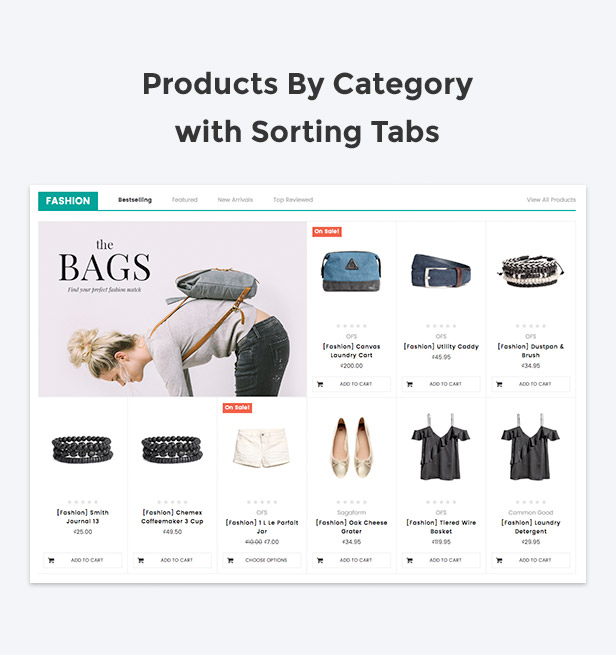 Products By Category
with Sorting Tabs
FASHION Bestselling Featured New Arrivals Top Reviewed View All Products
the
BAGS
Find your prefect fashion match
On Sale!
OFS
[Fashion] Canvas
Laundry Cart
₫200.00
ADD TO CART
OFS
[Fashion] Utility Caddy
₫45.95
ADD TO CART
OFS
[Fashion] Dustpan &
Brush
₫34.95
ADD TO CART
[Fashion] Smith
Journal 13
₫25.00
ADD TO CART
[Fashion] Chemex
Coffeemaker 3 Cup
₫49.50
ADD TO CART
On Sale!
OFS
[Fashion] 1 L Le Parfait
Jar
₫10.00 ₫7.00
CHOOSE OPTIONS
Sagaform
[Fashion] Oak Cheese
Grater
₫34.95
ADD TO CART
OFS
[Fashion] Tiered Wire
Basket
₫119.95
ADD TO CART
Common Good
[Fashion] Laundry
Detergent
₫29.95
ADD TO CART